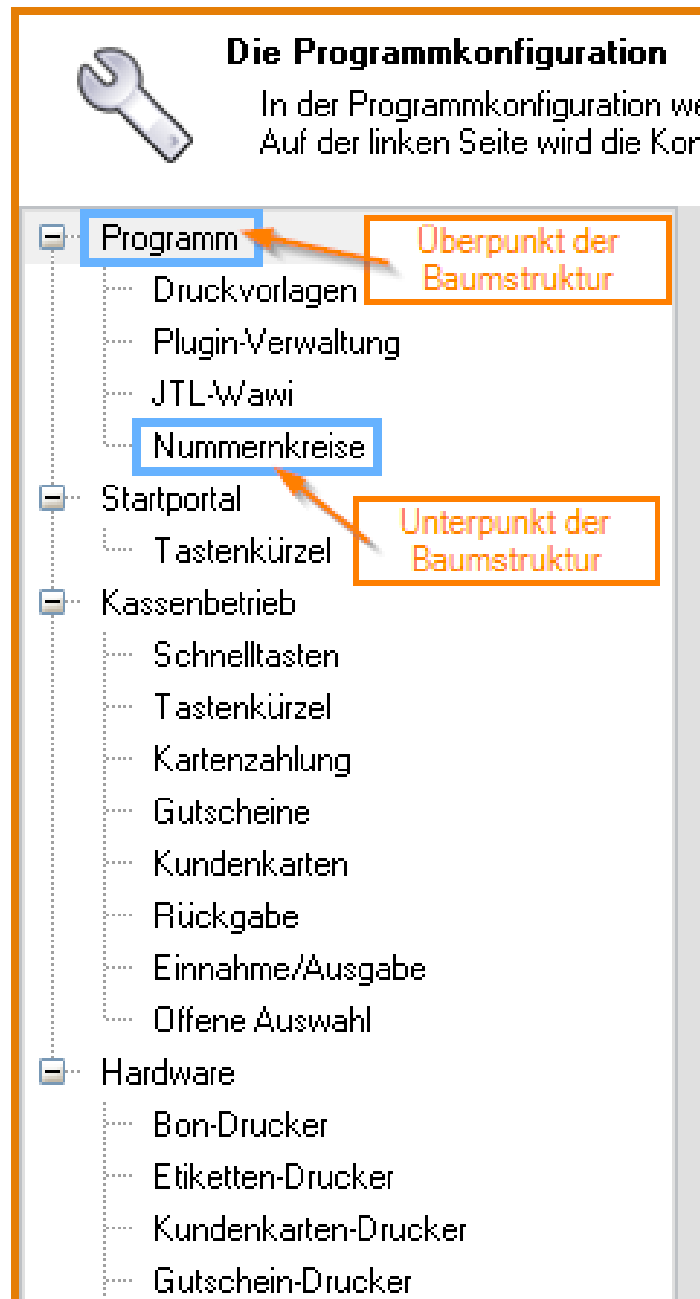 Die Programmkonfiguration
In der Programmkonfiguration we
Auf der linken Seite wird die Kon
Programm
Überpunkt der
Baumstruktur
Druckvorlagen
Plugin-Verwaltung
JTL-Wawi
Nummernkreise
Startportal
Unterpunkt der
Baumstruktur
Tastenkürzel
Kassenbetrieb
Schnelltasten
Tastenkürzel
Kartenzahlung
Gutscheine
Kundenkarten
Rückgabe
Einnahme/Ausgabe
Offene Auswahl
Hardware
Bon-Drucker
Etiketten-Drucker
Kundenkarten-Drucker
Gutschein-Drucker